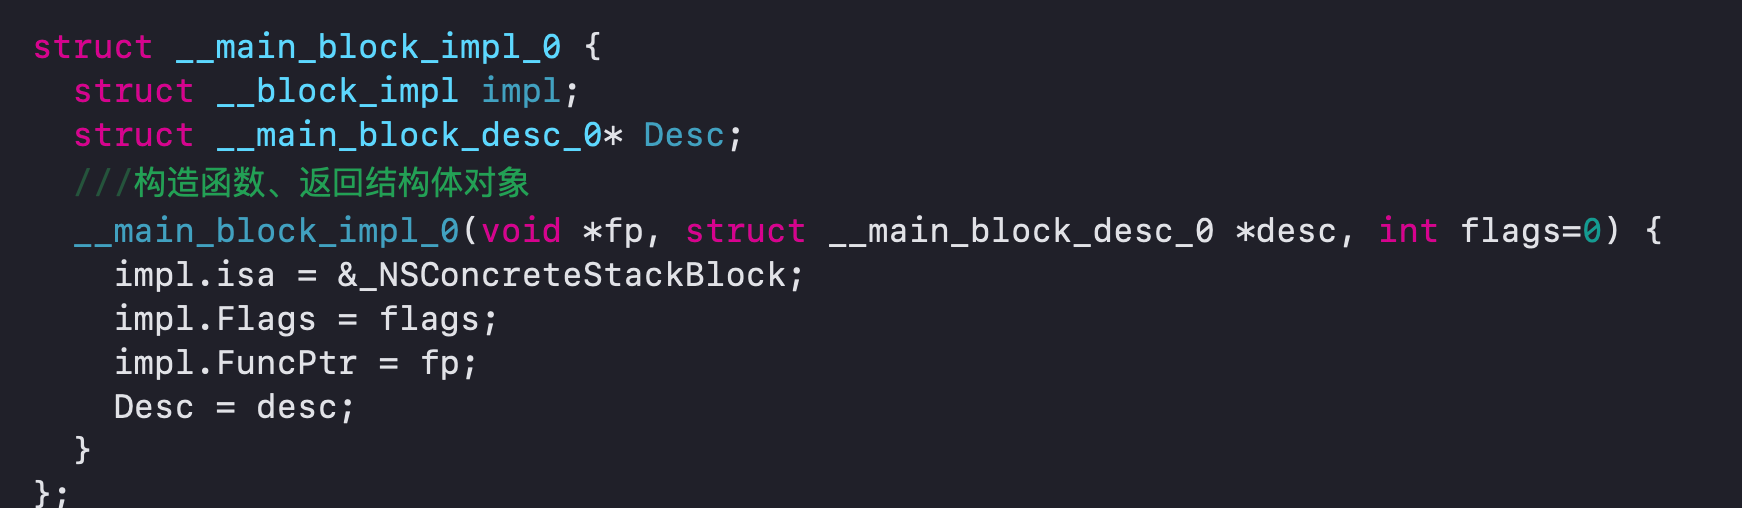 struct __main_block_impl_0 {
  struct __block_impl impl;
  struct __main_block_desc_0* Desc;
  ///构造函数、返回结构体对象
  __main_block_impl_0(void *fp, struct __main_block_desc_0 *desc, int flags=0) {
    impl.isa = &_NSConcreteStackBlock;
    impl.Flags = flags;
    impl.FuncPtr = fp;
    Desc = desc;
  }
};